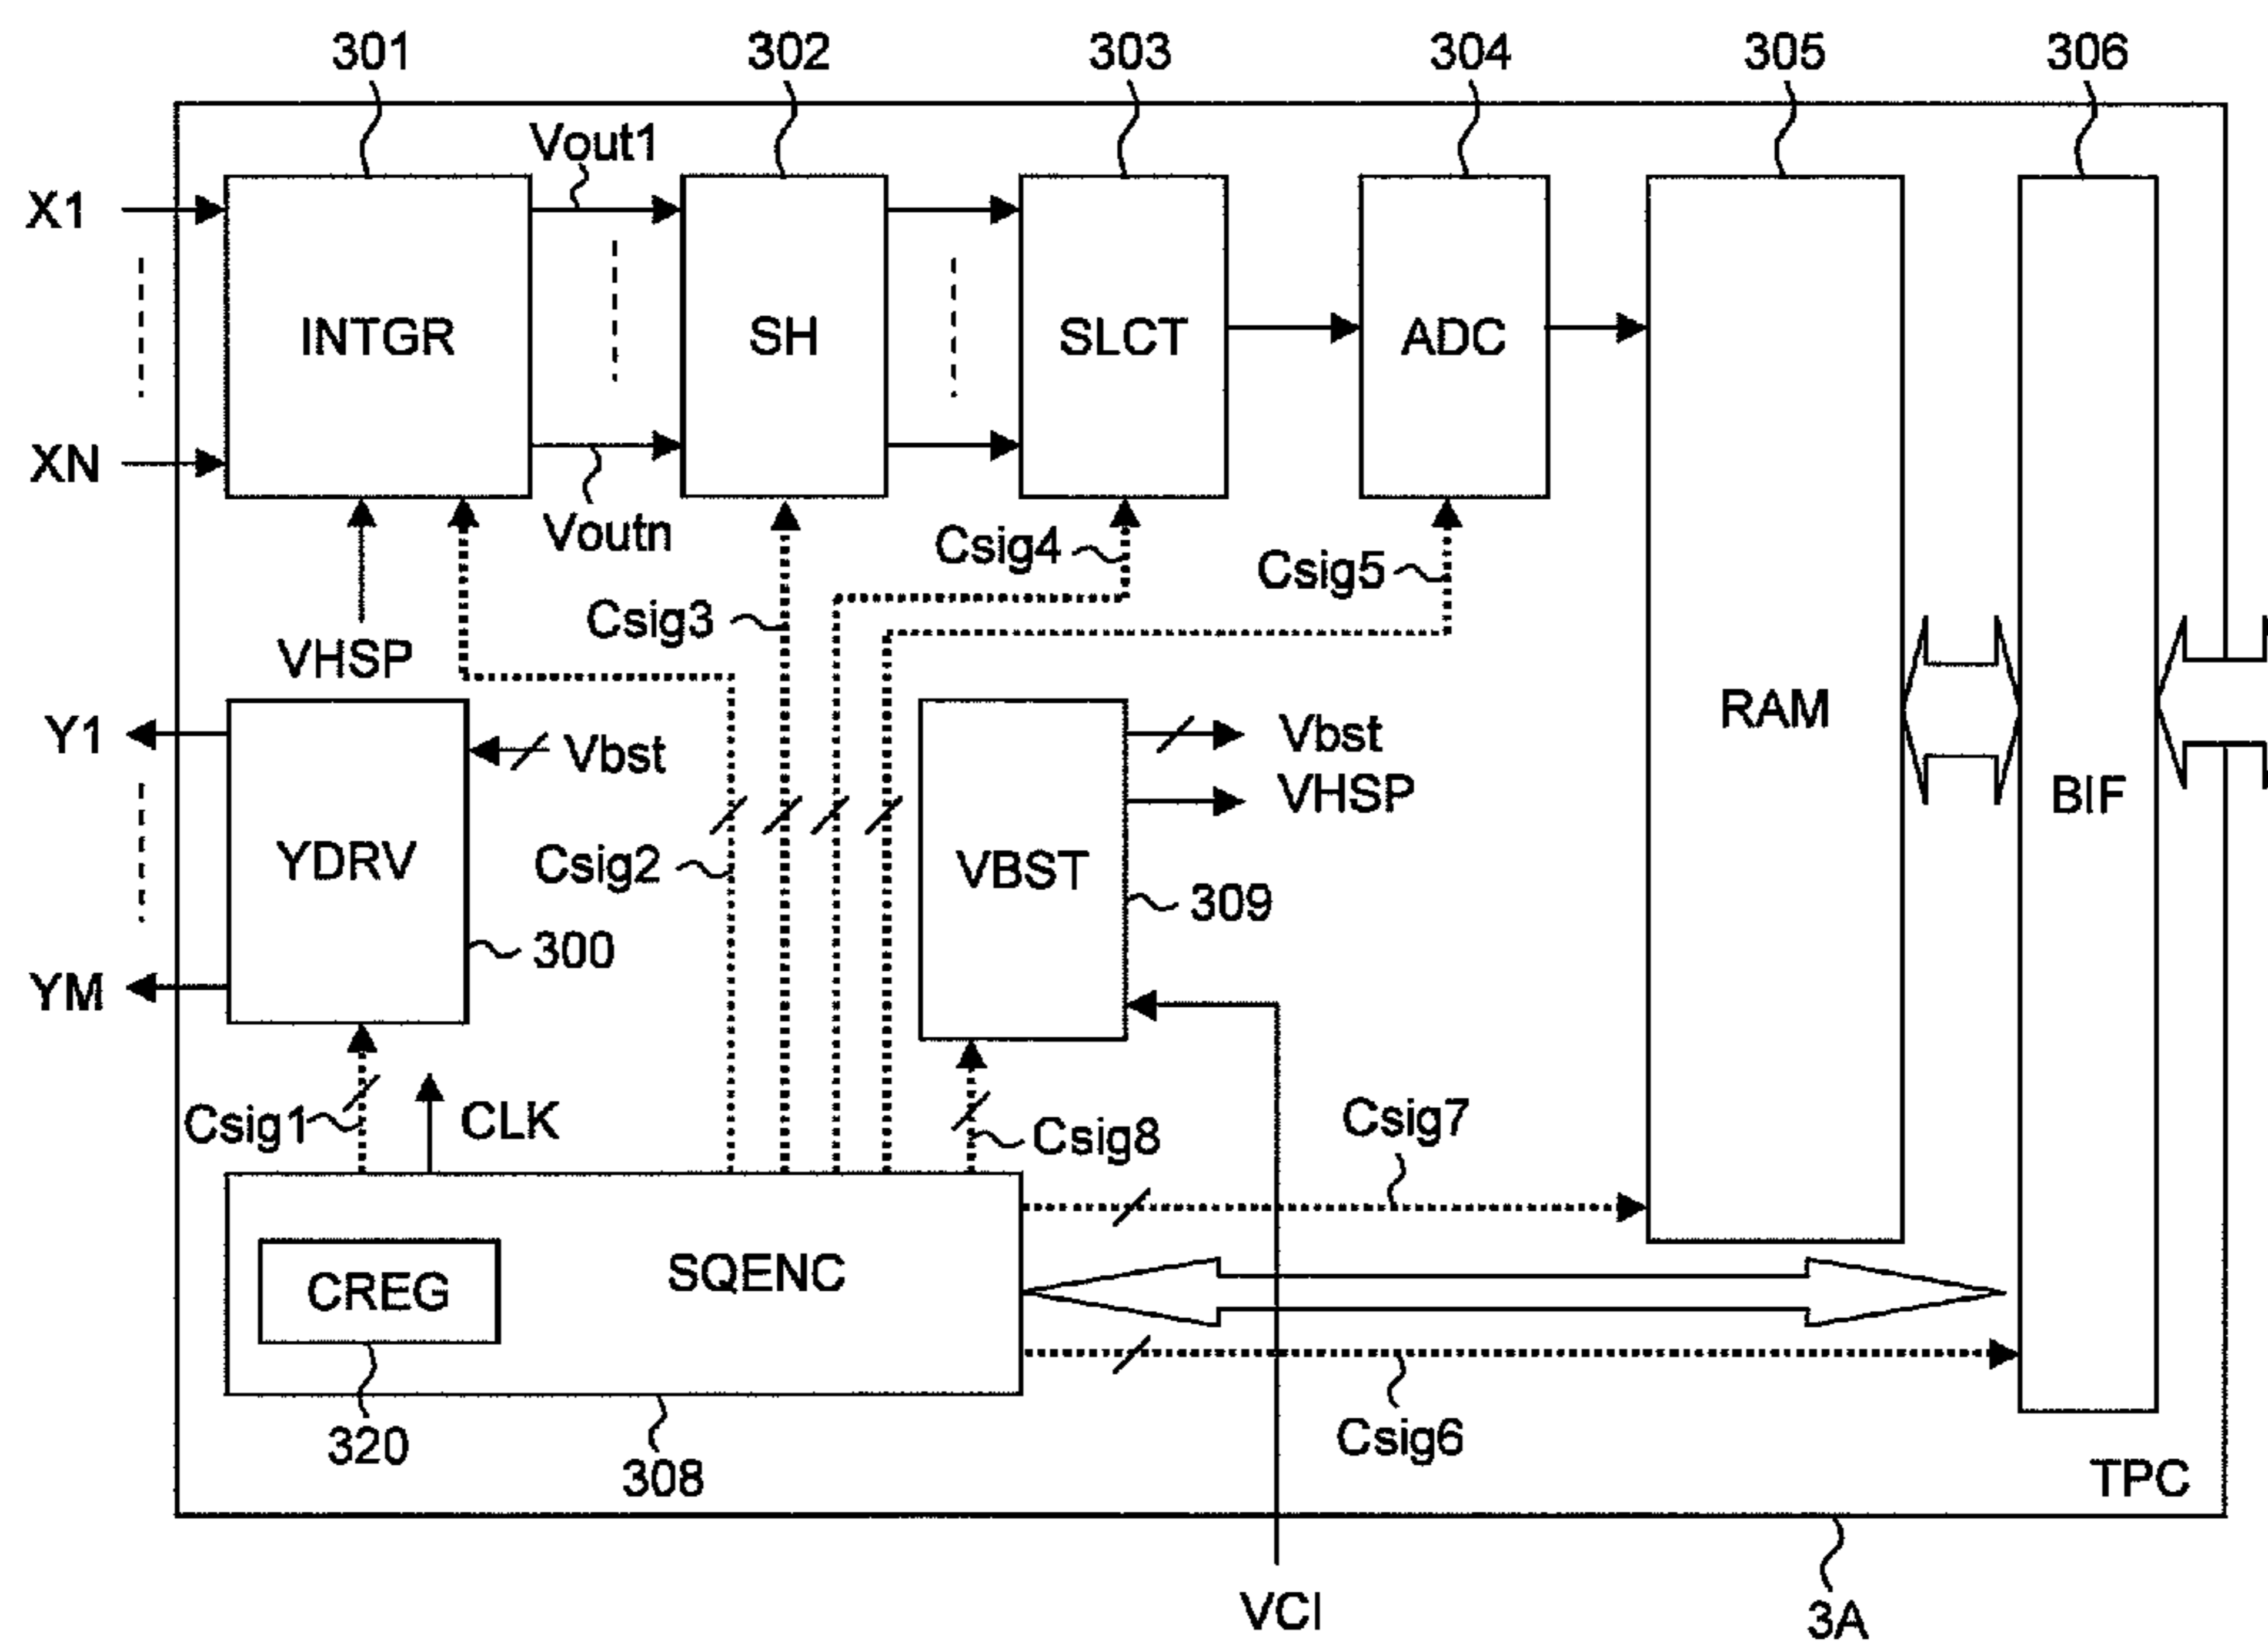 301
302
303
304
305
306
Vout1
X1
INTGR
SH
SLCT
ADC
XN
Voutn
Csig4
Csig5
Csig3
VHSP
RAM
Y1
Vbst
Vbst
VHSP
BIF
YDRV
Csig2
VBST
309
300
YM
Csig1
CLK
Csig8
Csig7
SQENC
CREG
320
308
Csig6
TPC
VCI
3A